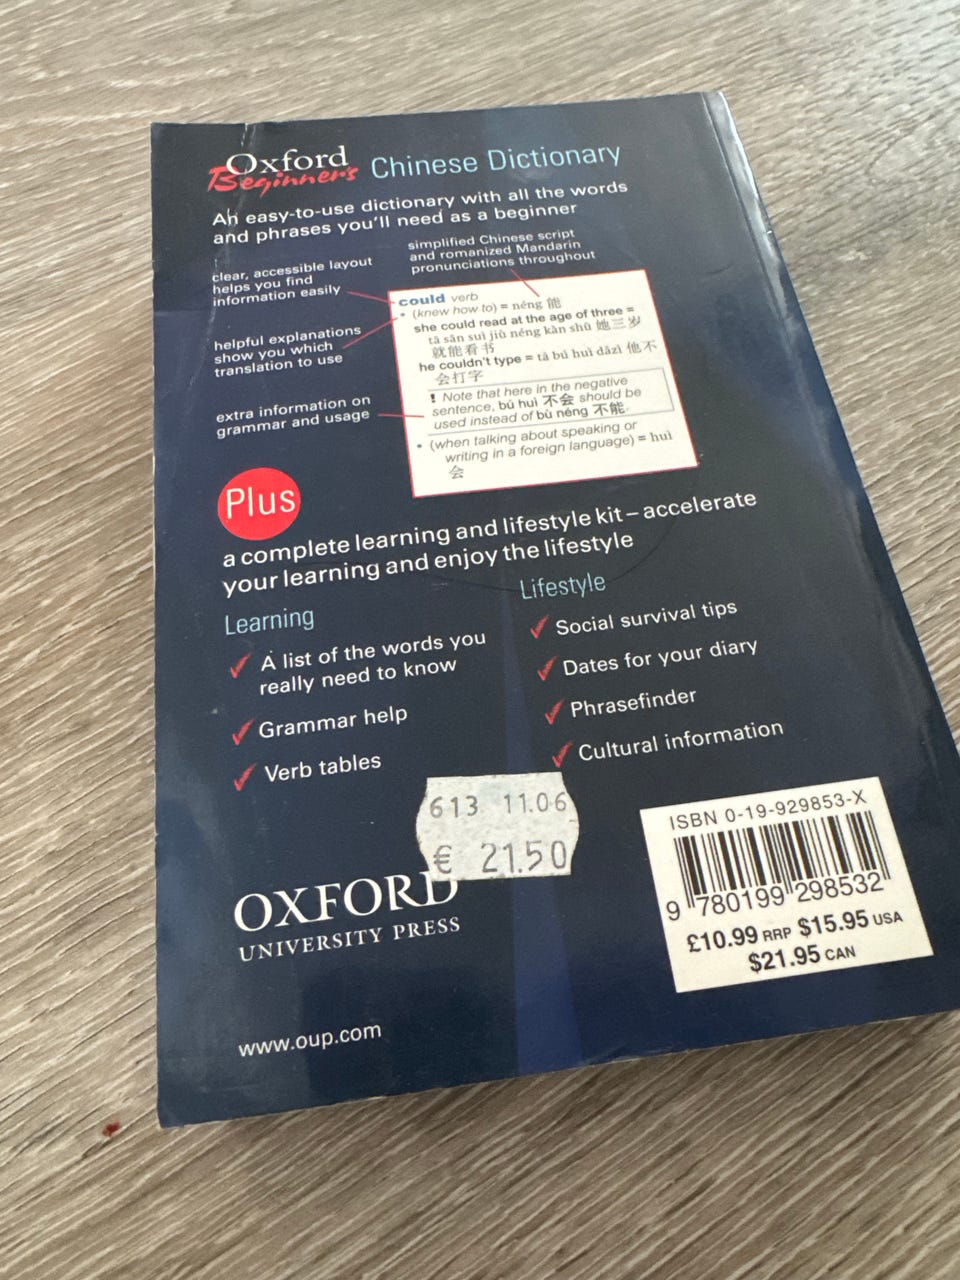 Oxford
Beginner's Chinese Dictionary
An easy-to-use dictionary with all the words
and phrases you'll need as a beginner
simplified Chinese script
and romanized Mandarin
pronunciations throughout
clear, accessible layout
helps you find
information easily
helpful explanations
show you which
translation to use
extra information on
grammar and usage
could verb
• (knew how to) = néng 能
she could read at the age of three =
tā sān suì jiù néng kàn shū 她三岁
就能看书
he couldn't type = tā bú huì dǎzì 他不
会打字
! Note that here in the negative
sentence, bú huì 不会 should be
used instead of bù néng 不能.
• (when talking about speaking or
writing in a foreign language) = huì
会
Plus
a complete learning and lifestyle kit – accelerate
your learning and enjoy the lifestyle
Learning
✓ A list of the words you
really need to know
✓ Grammar help
✓ Verb tables
Lifestyle
✓ Social survival tips
✓ Dates for your diary
✓ Phrasefinder
✓ Cultural information
613 11.06
€ 21.50
OXFORD
UNIVERSITY PRESS
www.oup.com
ISBN 0-19-929853-X
9 780199 298532
£10.99 RRP $15.95 USA
$21.95 CAN